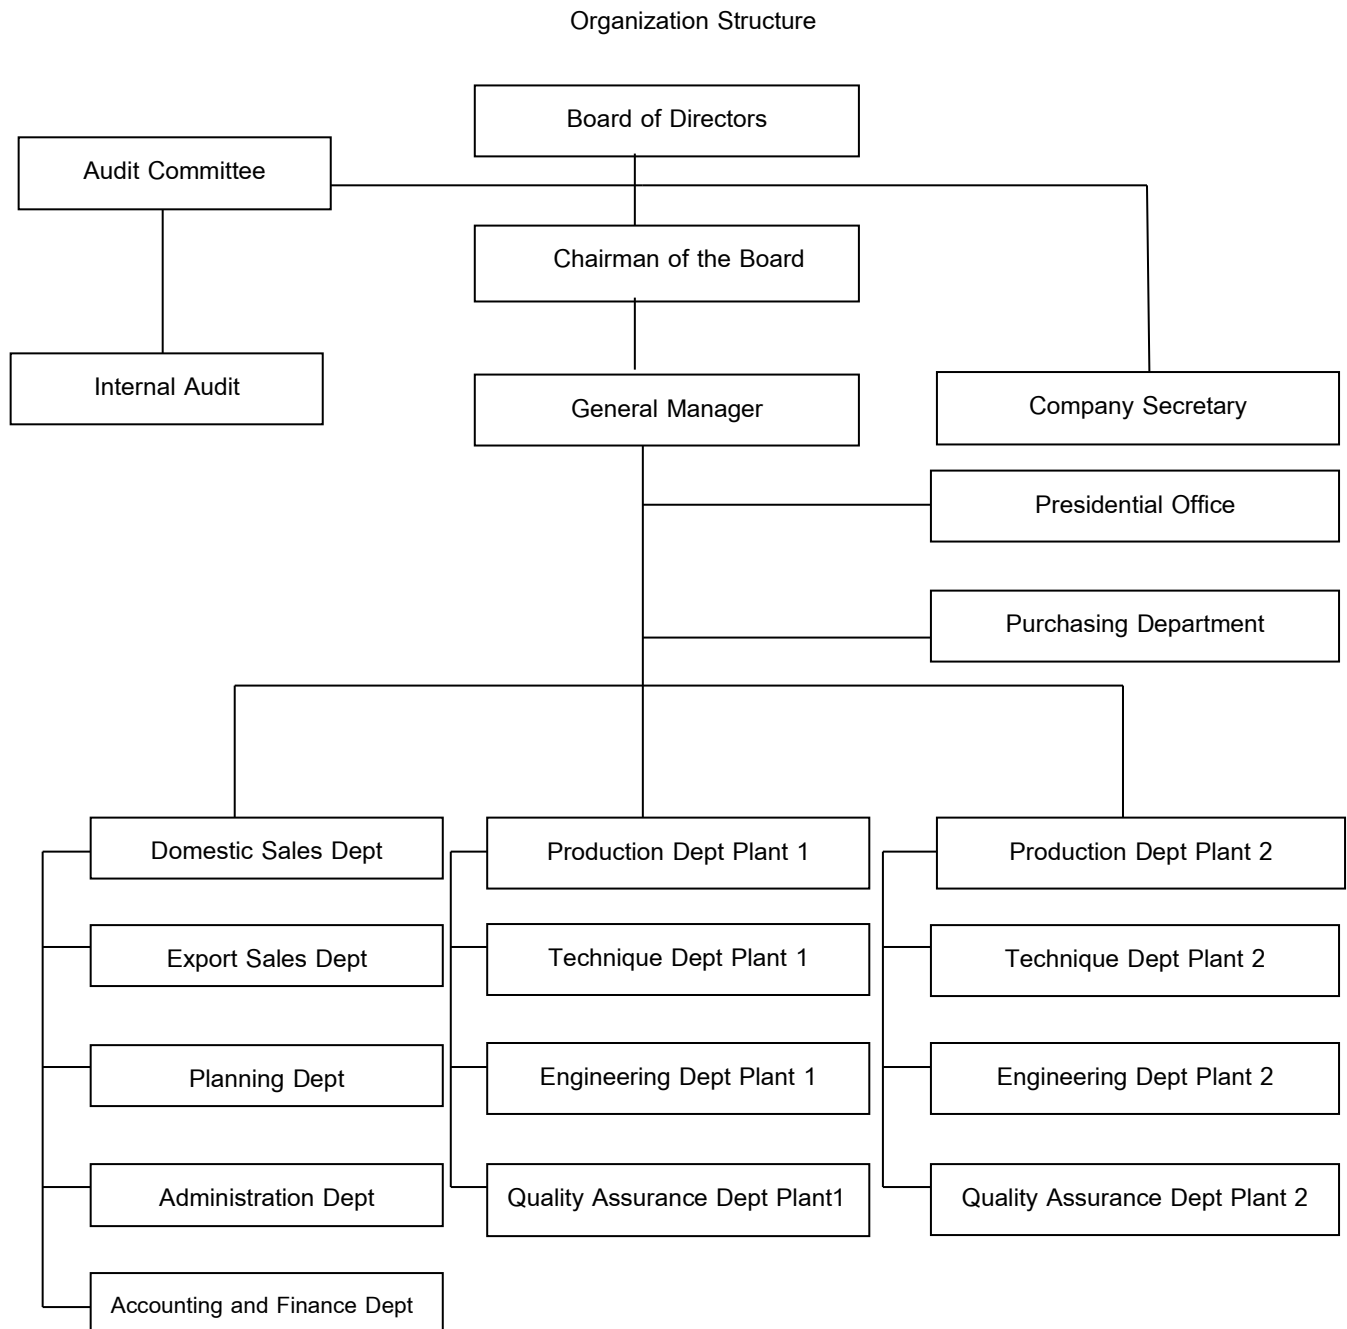 Organization Structure
Board of Directors
Audit Committee
Chairman of the Board
Internal Audit
General Manager
Company Secretary
Presidential Office
Purchasing Department
Domestic Sales Dept
Production Dept Plant 1
Production Dept Plant 2
Export Sales Dept
Technique Dept Plant 1
Technique Dept Plant 2
Planning Dept
Engineering Dept Plant 1
Engineering Dept Plant 2
Administration Dept
Quality Assurance Dept Plant1
Quality Assurance Dept Plant 2
Accounting and Finance Dept